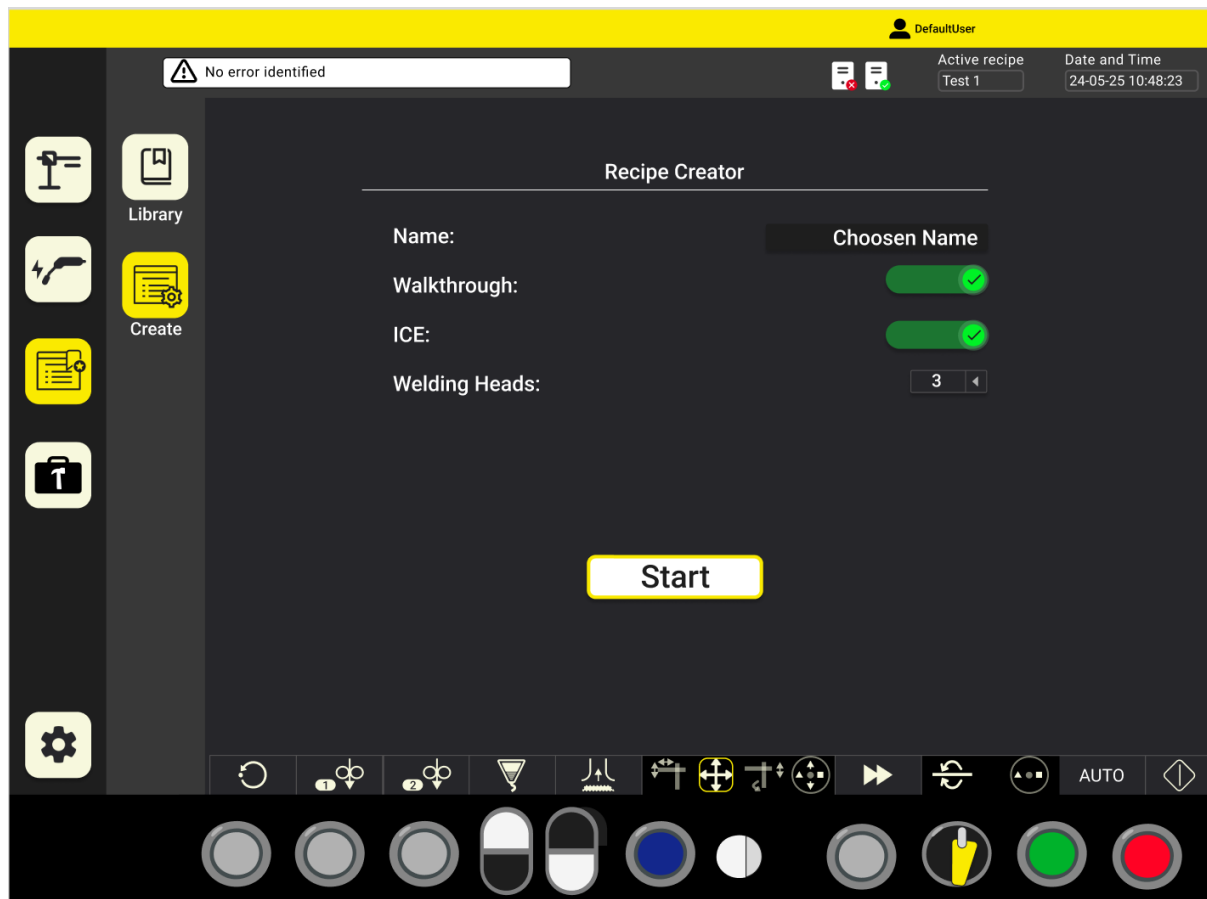 DefaultUser
No error identified
Active recipe
Test 1
Date and Time
24-05-25 10:48:23
Library
Create
Recipe Creator
Name:
Choosen Name
Walkthrough:
ICE:
Welding Heads:
3
Start
1
2
AUTO